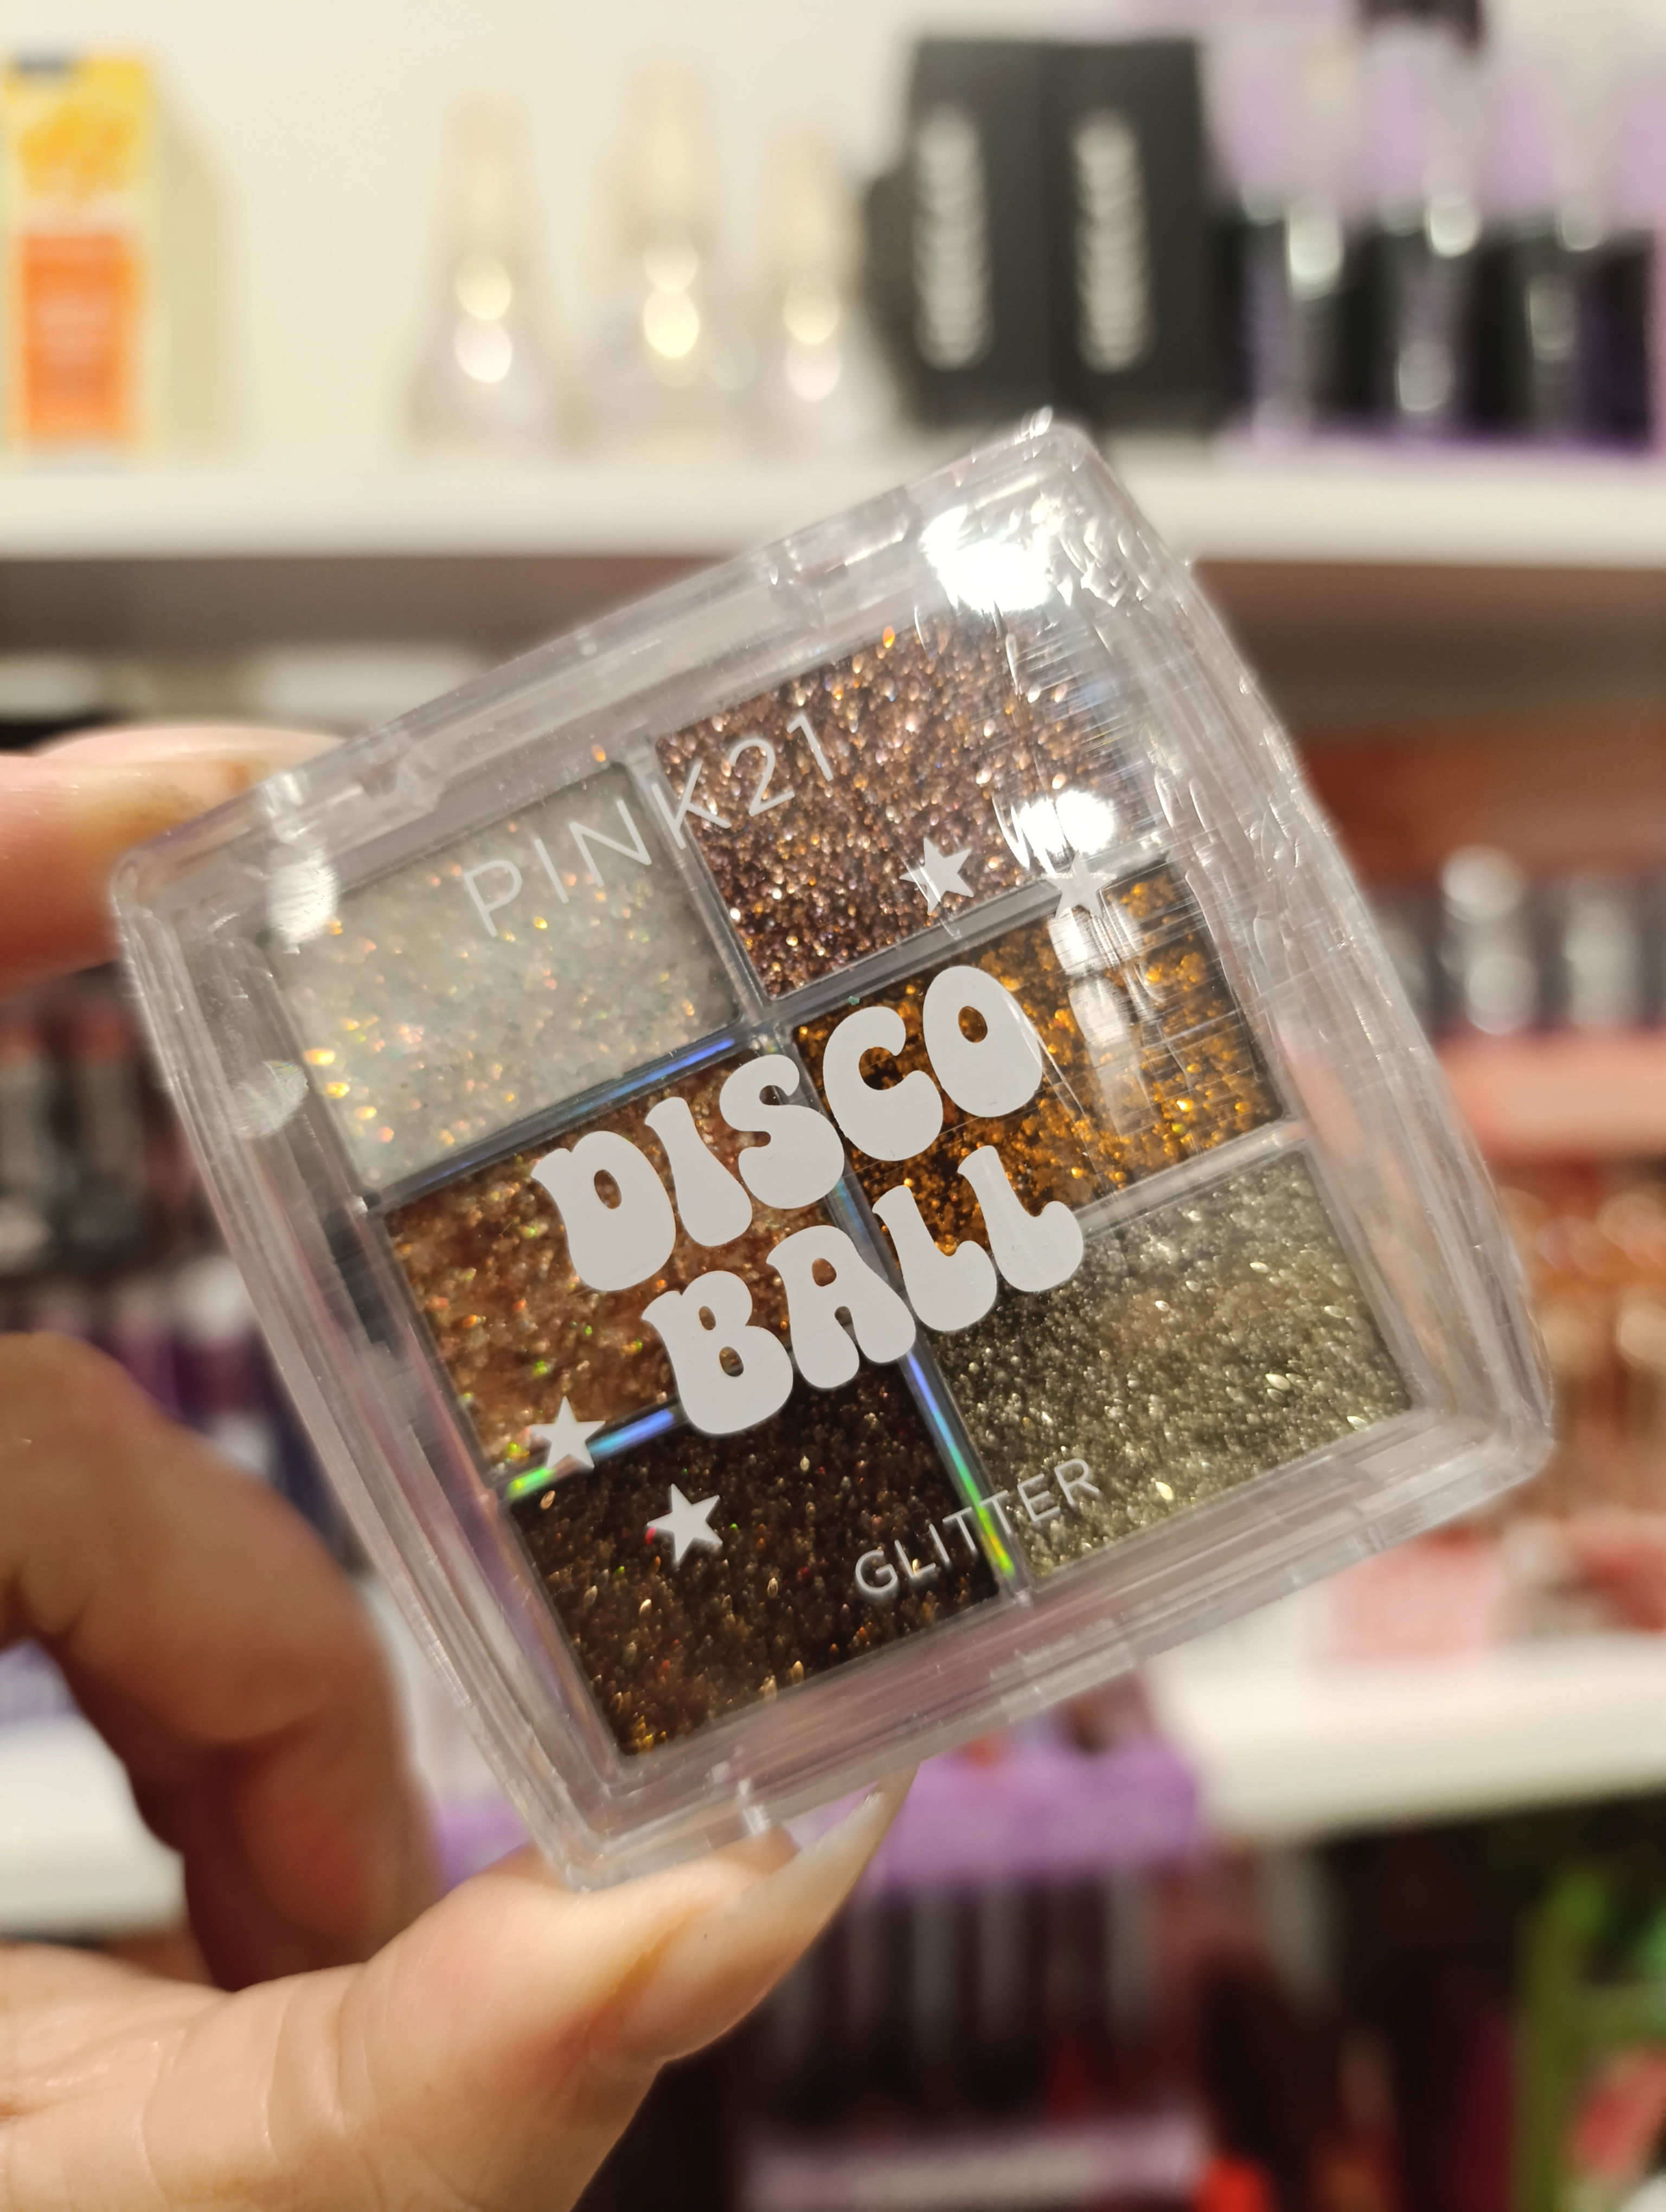 PINK21
DISCO
BALL
GLITTER